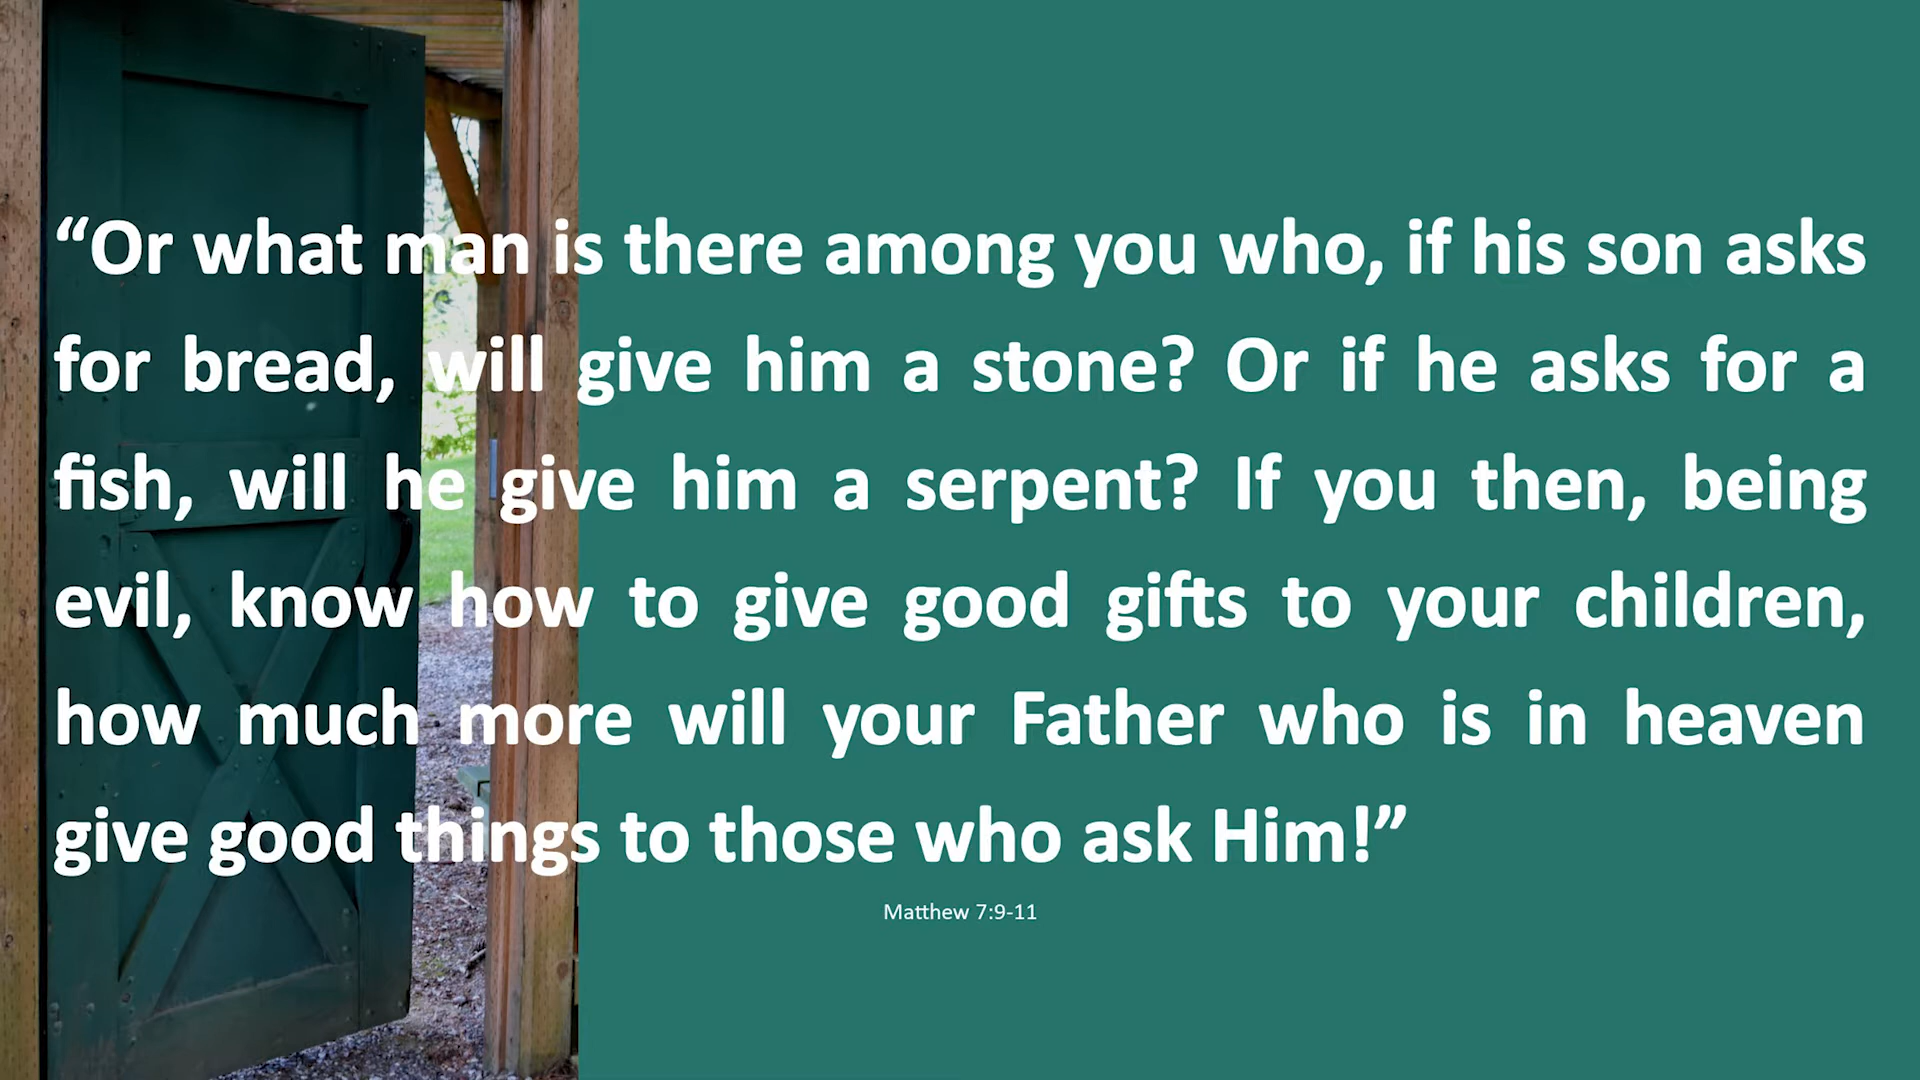 “Or what man is there among you who, if his son asks
for bread, will give him a stone? Or if he asks for a
fish, will he give him a serpent? If you then, being
evil, know how to give good gifts to your children,
how much more will your Father who is in heaven
give good things to those who ask Him!”
Matthew 7:9-11